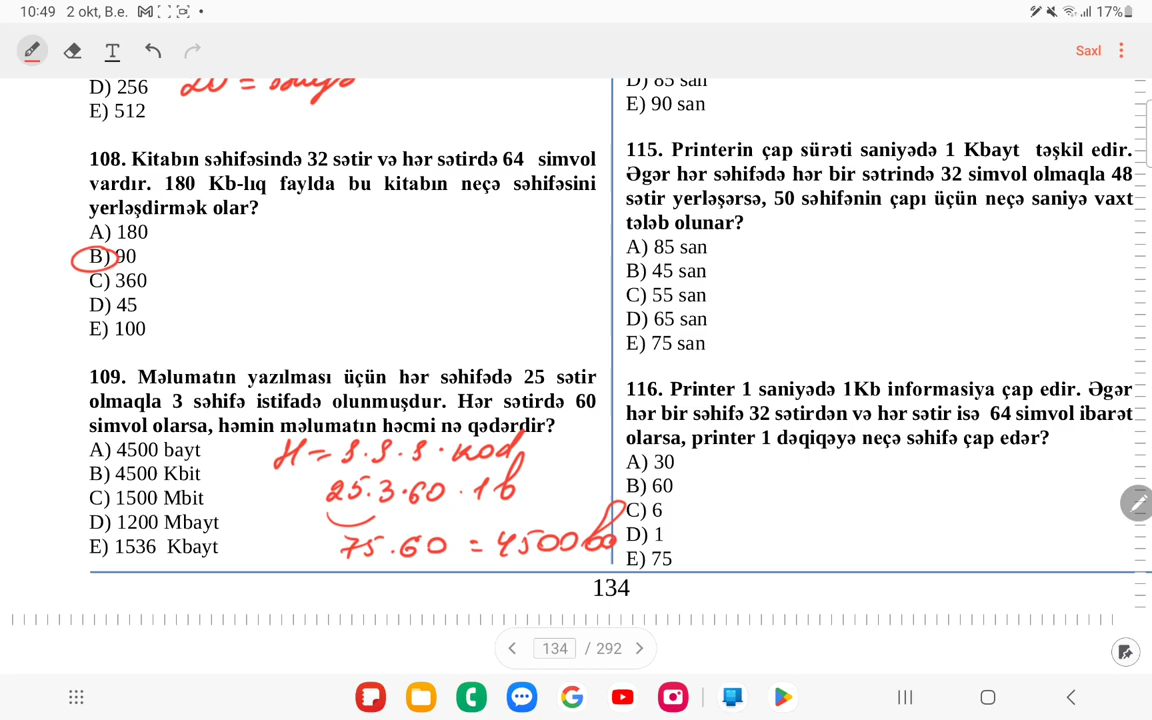 10:49 2 okt, B.e. 17%
Saxl
D) 256
E) 512
108. Kitabın səhifəsində 32 sətir və hər sətirdə 64 simvol
vardır. 180 Kb-lıq faylda bu kitabın neçə səhifəsini
yerləşdirmək olar?
A) 180
B) 90
C) 360
D) 45
E) 100
109. Məlumatın yazılması üçün hər səhifədə 25 sətir
olmaqla 3 səhifə istifadə olunmuşdur. Hər sətirdə 60
simvol olarsa, həmin məlumatın həcmi nə qədərdir?
A) 4500 bayt
B) 4500 Kbit
C) 1500 Mbit
D) 1200 Mbayt
E) 1536 Kbayt
H = S.S.S. kod
25.3.60.1b
75.60 = 4500
D) 85 san
E) 90 san
115. Printerin çap sürəti saniyədə 1 Kbayt təşkil edir.
Əgər hər səhifədə hər bir sətrində 32 simvol olmaqla 48
sətir yerləşərsə, 50 səhifənin çapı üçün neçə saniyə vaxt
tələb olunar?
A) 85 san
B) 45 san
C) 55 san
D) 65 san
E) 75 san
116. Printer 1 saniyədə 1Kb informasiya çap edir. Əgər
hər bir səhifə 32 sətirdən və hər sətir isə 64 simvol ibarət
olarsa, printer 1 dəqiqəyə neçə səhifə çap edər?
A) 30
B) 60
C) 6
D) 1
E) 75
134
134 / 292